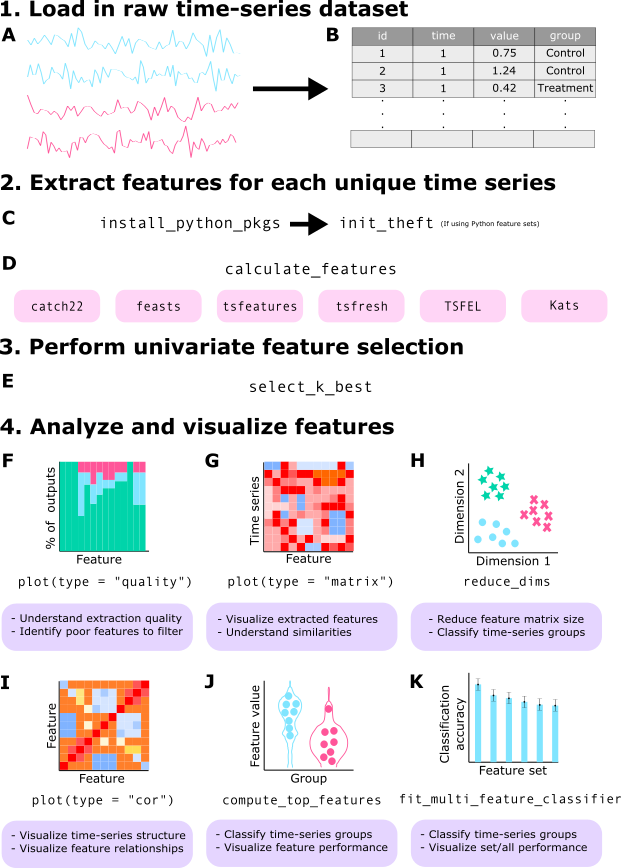 1. Load in raw time-series dataset
A
B
id time value group
1 1 0.75 Control
2 1 1.24 Control
3 1 0.42 Treatment
2. Extract features for each unique time series
C
install_python_pkgs init_theft (If using Python feature sets)
D
calculate_features
catch22 feasts tsfeatures tsfresh TSFEL Kats
3. Perform univariate feature selection
E
select_k_best
4. Analyze and visualize features
F
% of outputs
Feature
plot(type = "quality")
- Understand extraction quality
- Identify poor features to filter
G
Time series
Feature
plot(type = "matrix")
- Visualize extracted features
- Understand similarities
H
Dimension 2
Dimension 1
reduce_dims
- Reduce feature matrix size
- Classify time-series groups
I
Feature
Feature
plot(type = "cor")
- Visualize time-series structure
- Visualize feature relationships
J
Feature value
Group
compute_top_features
- Classify time-series groups
- Visualize feature performance
K
Classification
accuracy
Feature set
fit_multi_feature_classifier
- Classify time-series groups
- Visualize set/all performance